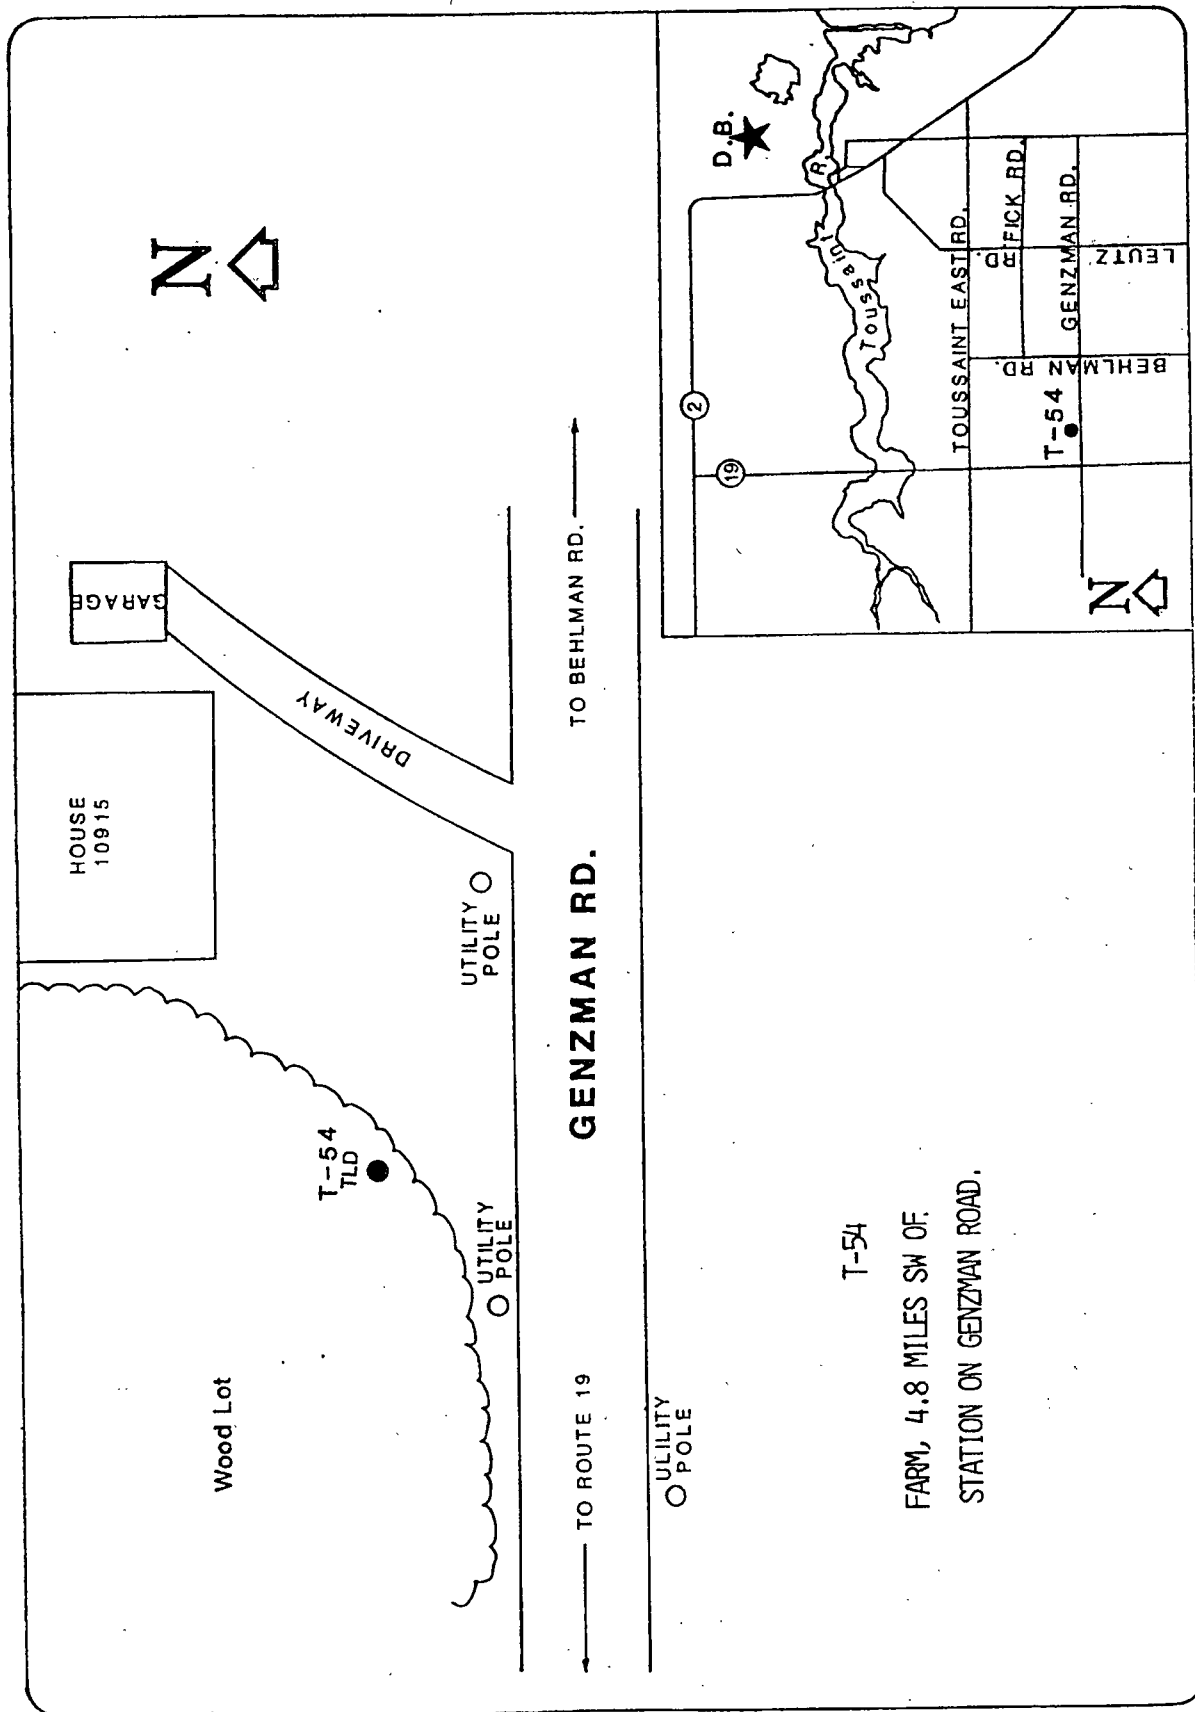 N
HOUSE
10915
GARAGE
DRIVEWAY
Wood Lot
T-54
TLD
UTILITY
POLE
UTILITY
POLE
TO ROUTE 19
GENZMAN RD.
TO BEHLMAN RD.
ULILITY
POLE
T-54
FARM, 4.8 MILES SW OF.
STATION ON GENZMAN ROAD.
D.B.
2
19
Toussaint
R.
TOUSSAINT EAST RD.
FICK RD.
RD.
GENZMAN RD.
LEUTZ
BEHLMAN RD.
T-54
N